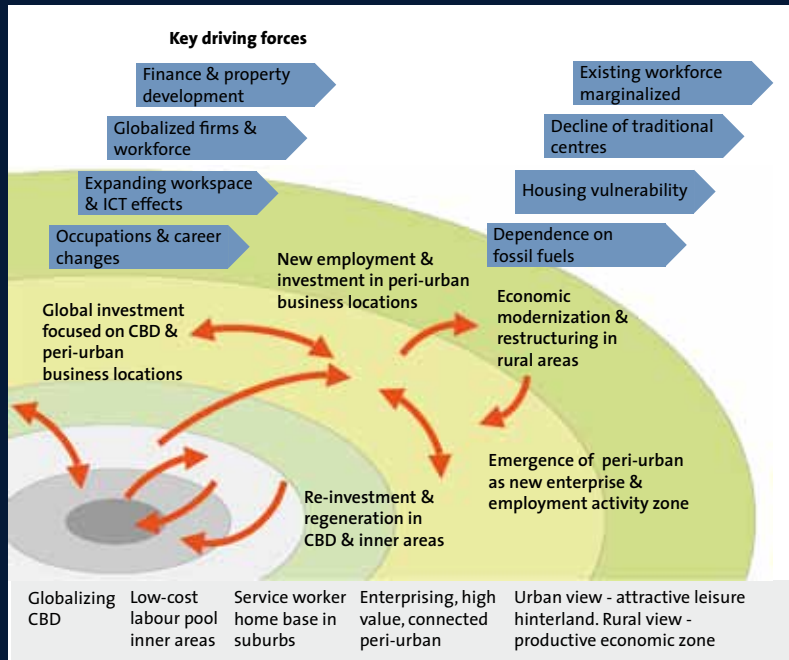 Key driving forces
Finance & property
development
Globalized firms &
workforce
Expanding workspace
& ICT effects
Occupations & career
changes
Existing workforce
marginalized
Decline of traditional
centres
Housing vulnerability
Dependence on
fossil fuels
New employment &
investment in peri-urban
business locations
Global investment
focused on CBD &
peri-urban
business locations
Economic
modernization &
restructuring in
rural areas
Emergence of peri-urban
as new enterprise &
employment activity zone
Re-investment &
regeneration in
CBD & inner areas
Globalizing
CBD
Low-cost
labour pool
inner areas
Service worker
home base in
suburbs
Enterprising, high
value, connected
peri-urban
Urban view - attractive leisure
hinterland. Rural view -
productive economic zone